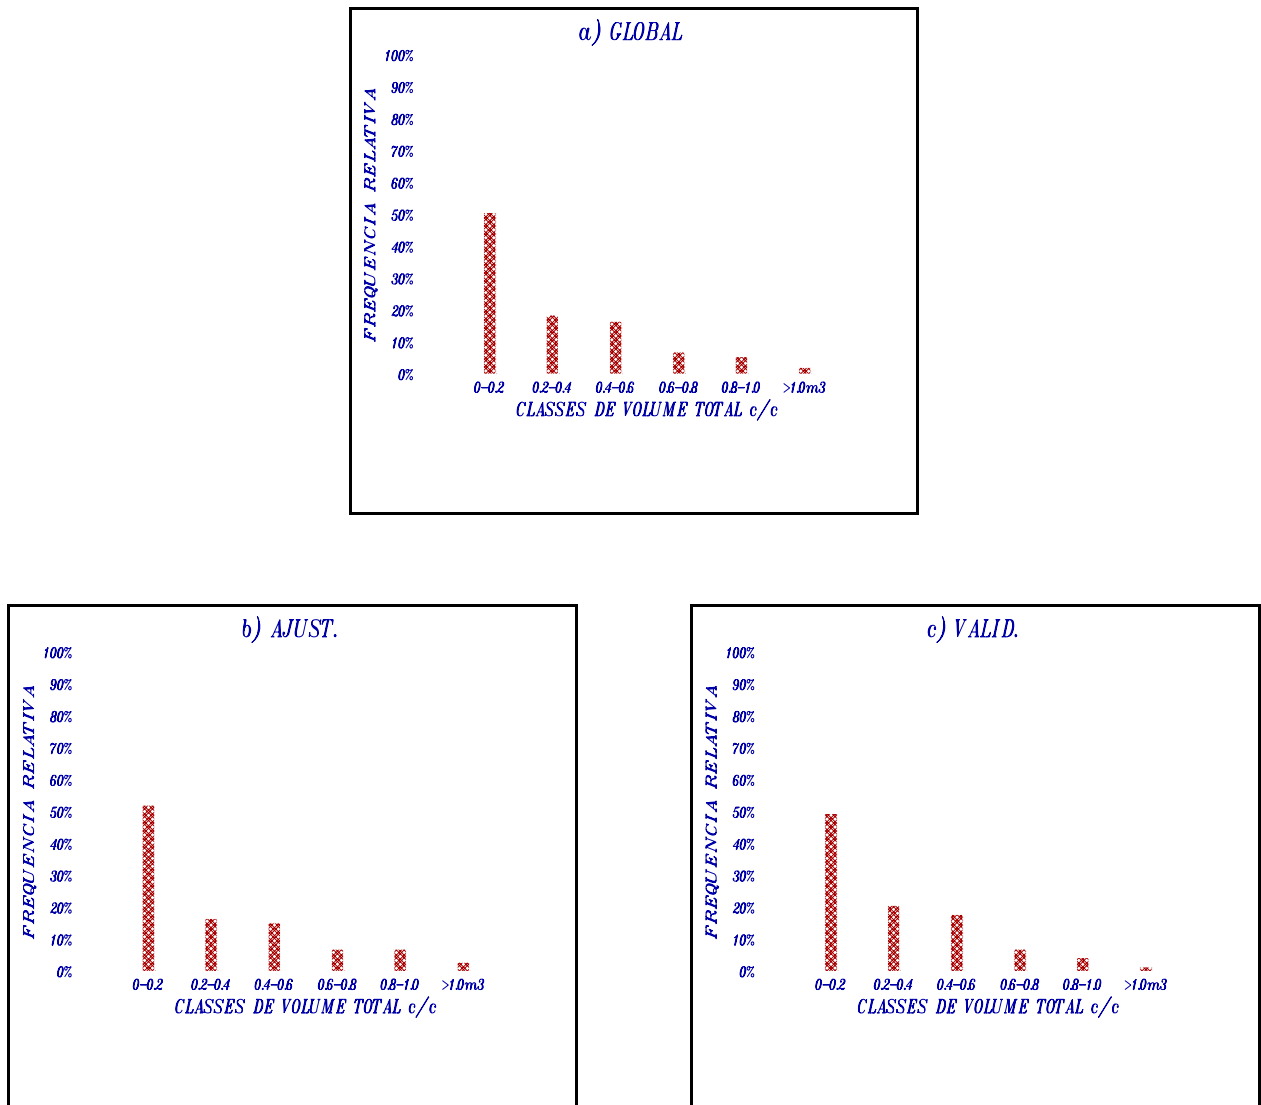 a) GLOBAL
100%
90%
80%
70%
60%
50%
40%
30%
20%
10%
0%
FREQUENCIA RELATIVA
0-0.2 0.2-0.4 0.4-0.6 0.6-0.8 0.8-1.0 >1.0m3
CLASSES DE VOLUME TOTAL c/c
b) AJUST.
100%
90%
80%
70%
60%
50%
40%
30%
20%
10%
0%
FREQUENCIA RELATIVA
0-0.2 0.2-0.4 0.4-0.6 0.6-0.8 0.8-1.0 >1.0m3
CLASSES DE VOLUME TOTAL c/c
c) VALID.
100%
90%
80%
70%
60%
50%
40%
30%
20%
10%
0%
FREQUENCIA RELATIVA
0-0.2 0.2-0.4 0.4-0.6 0.6-0.8 0.8-1.0 >1.0m3
CLASSES DE VOLUME TOTAL c/c